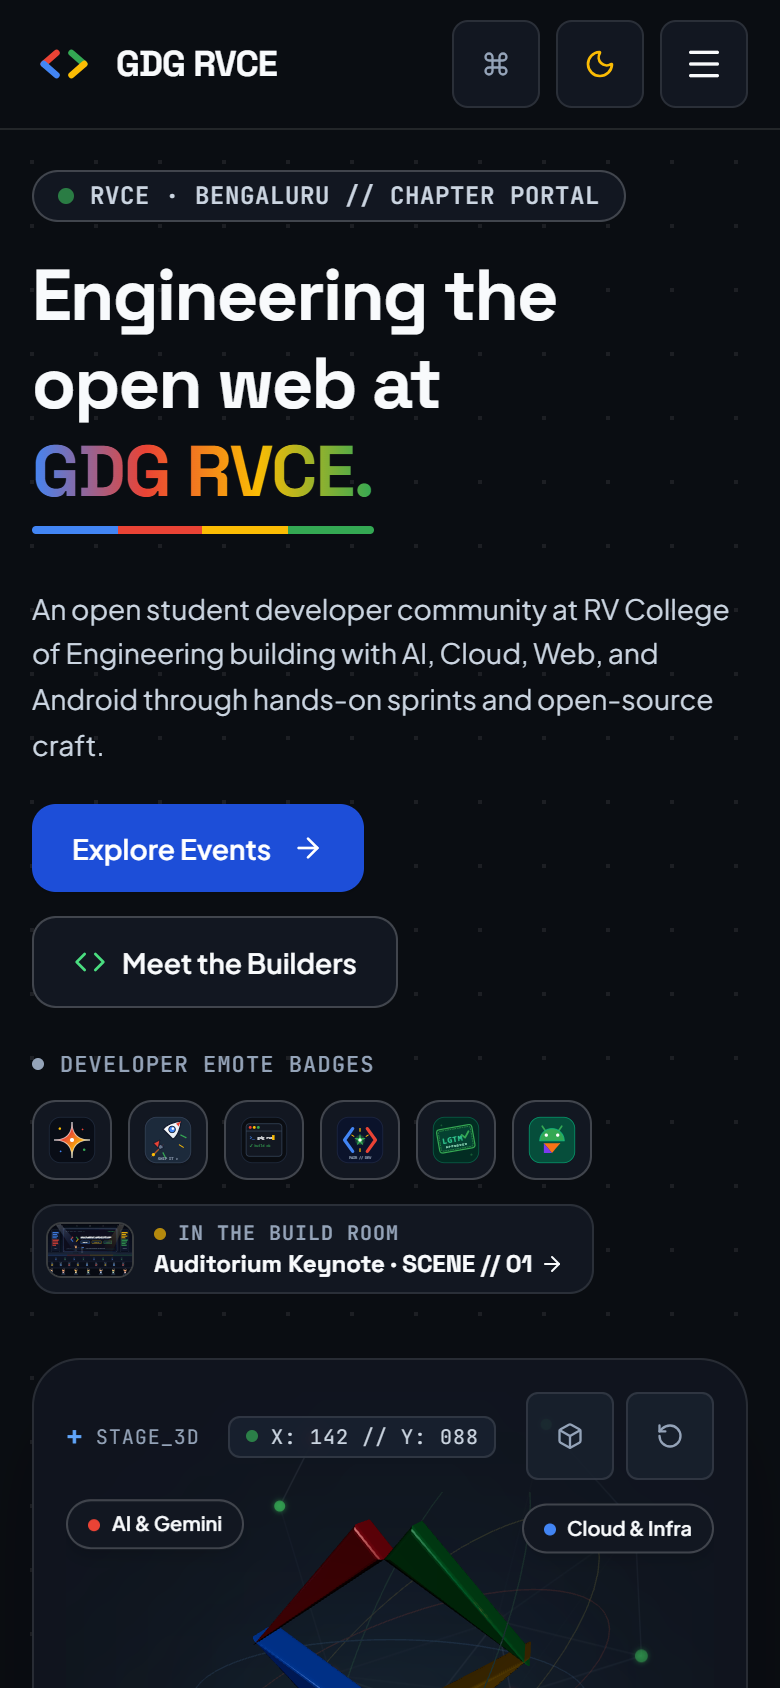 GDG RVCE
RVCE · BENGALURU // CHAPTER PORTAL
Engineering the
open web at
GDG RVCE.
An open student developer community at RV College
of Engineering building with AI, Cloud, Web, and
Android through hands-on sprints and open-source
craft.
Explore Events →
Meet the Builders
DEVELOPER EMOTE BADGES
LGTM
IN THE BUILD ROOM
Auditorium Keynote · SCENE // 01 →
STAGE_3D
X: 142 // Y: 088
AI & Gemini
Cloud & Infra